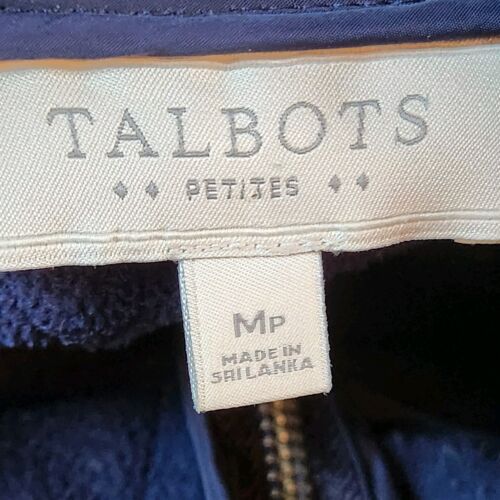 TALBOTS
♦ ♦ PETITES ♦ ♦
MP
MADE IN
SRI LANKA